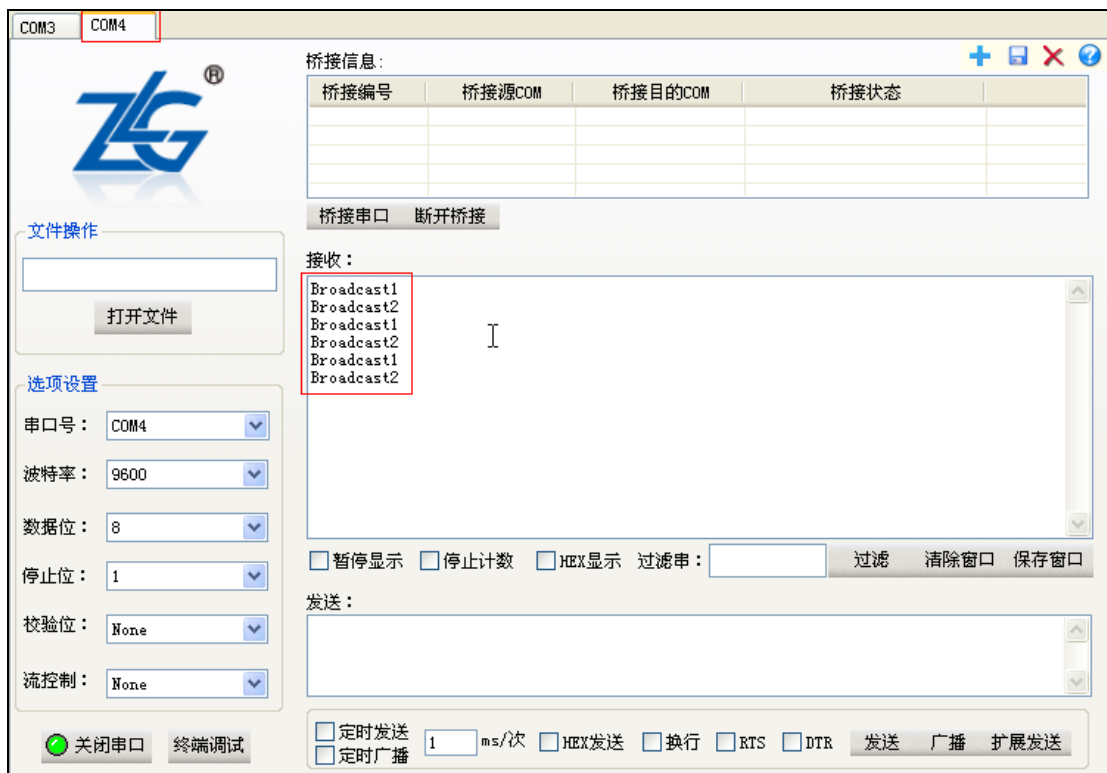 COM3 COM4
ZLG ®
桥接信息:
桥接编号 桥接源COM 桥接目的COM 桥接状态
桥接串口 断开桥接
文件操作
打开文件
接收：
Broadcast1
Broadcast2
Broadcast1
Broadcast2
Broadcast1
Broadcast2
选项设置
串口号： COM4
波特率： 9600
数据位： 8
停止位： 1
校验位： None
流控制： None
关闭串口 终端调试
暂停显示 停止计数 HEX显示 过滤串： 过滤 清除窗口 保存窗口
发送：
定时发送
定时广播
1 ms/次 HEX发送 换行 RTS DTR 发送 广播 扩展发送